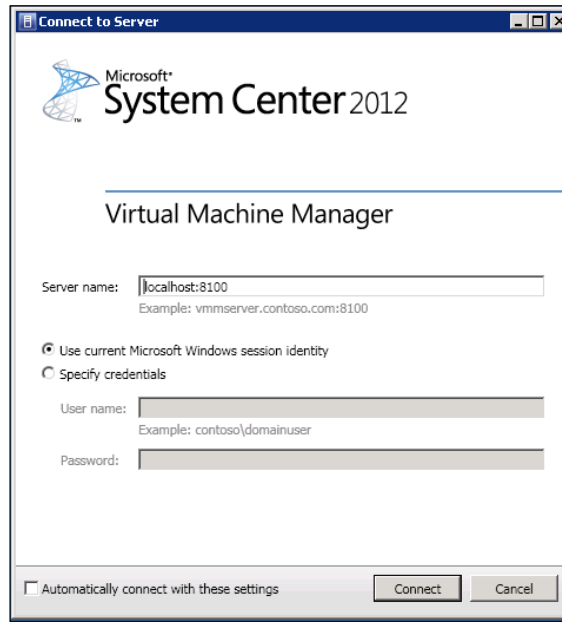 Connect to Server
Microsoft®
System Center 2012
™
Virtual Machine Manager
Server name: localhost:8100
Example: vmmserver.contoso.com:8100
Use current Microsoft Windows session identity
Specify credentials
User name:
Example: contoso\domainuser
Password:
Automatically connect with these settings Connect Cancel